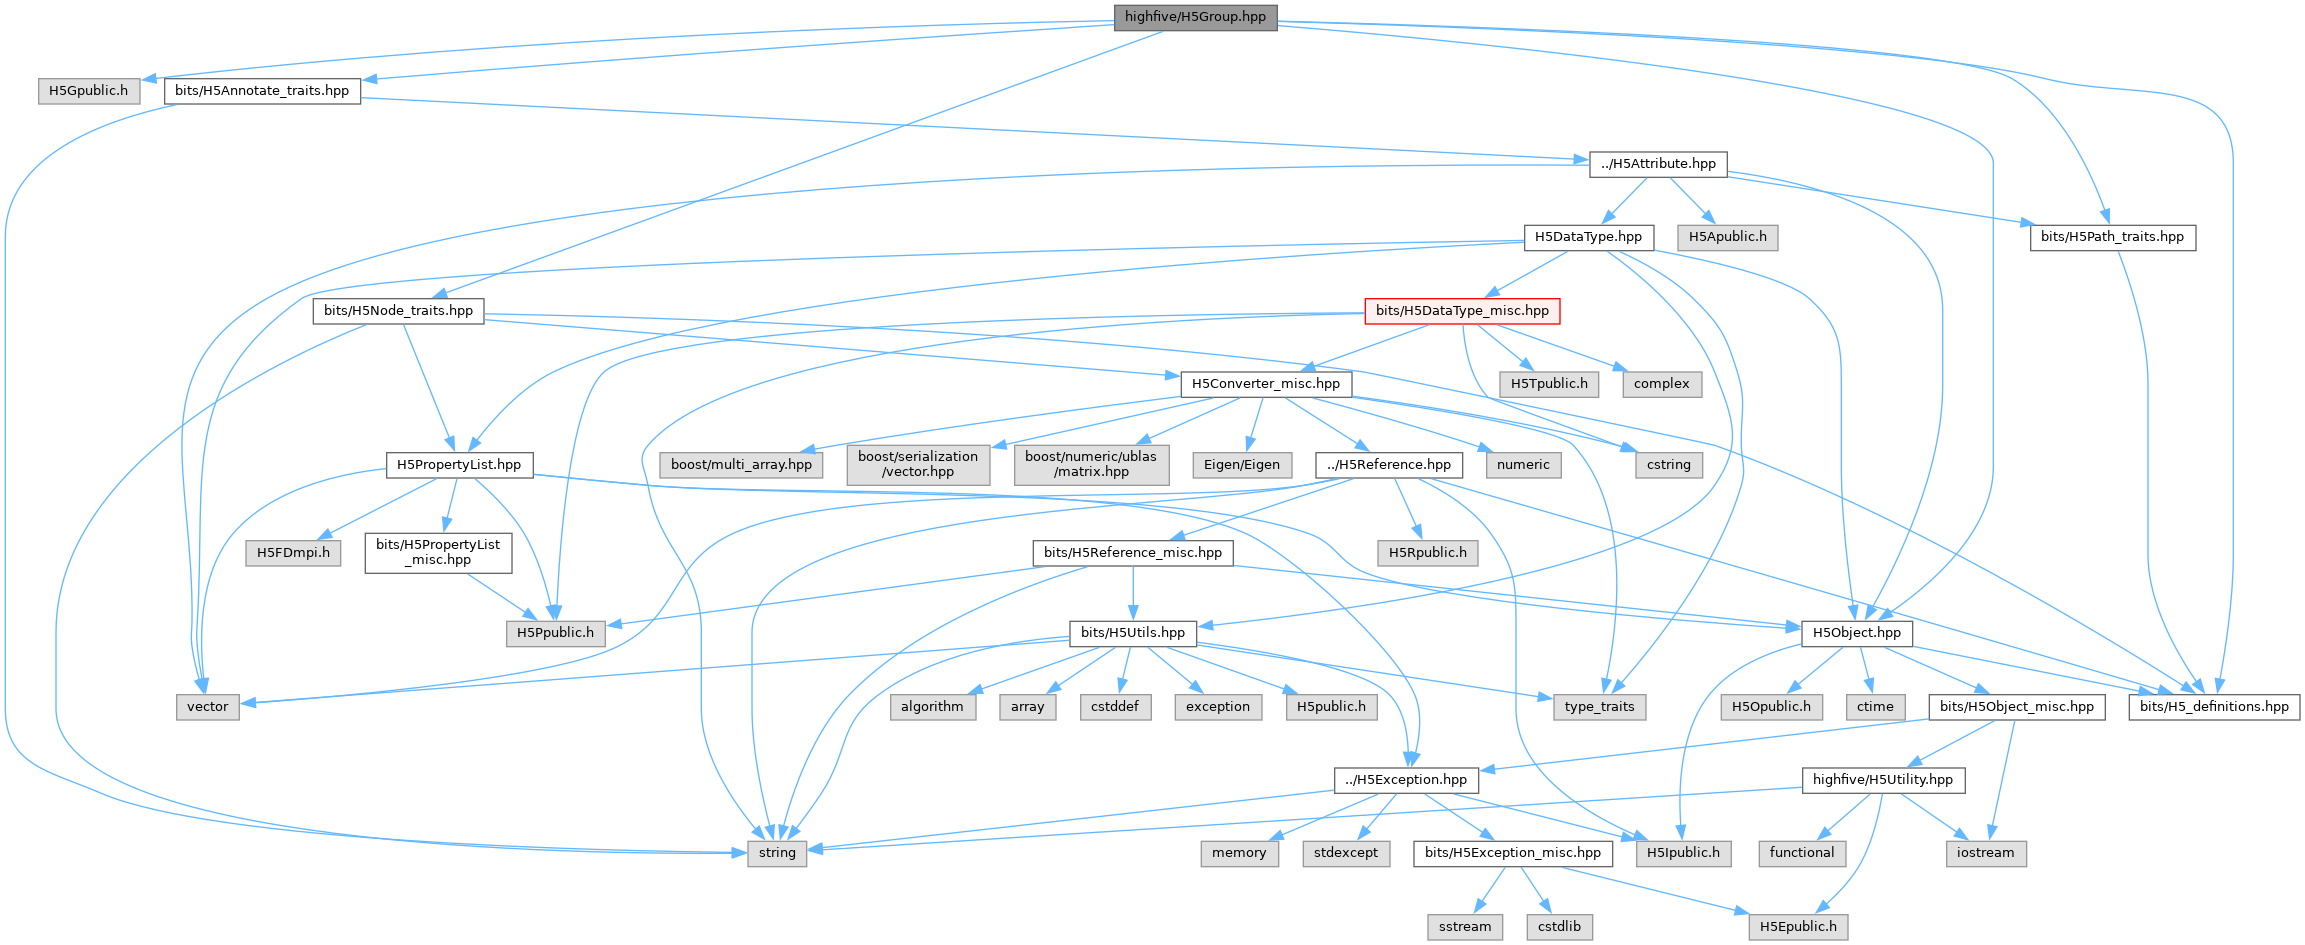 highfive/H5Group.hpp
H5Gpublic.h
bits/H5Annotate_traits.hpp
../H5Attribute.hpp
H5DataType.hpp
H5Apublic.h
bits/H5Path_traits.hpp
bits/H5Node_traits.hpp
bits/H5DataType_misc.hpp
H5Converter_misc.hpp
H5Tpublic.h
complex
H5PropertyList.hpp
boost/multi_array.hpp
boost/serialization
/vector.hpp
boost/numeric/ublas
/matrix.hpp
Eigen/Eigen
../H5Reference.hpp
numeric
cstring
H5FDmpi.h
bits/H5PropertyList
_misc.hpp
bits/H5Reference_misc.hpp
H5Rpublic.h
H5Ppublic.h
bits/H5Utils.hpp
H5Object.hpp
vector
algorithm
array
cstddef
exception
H5public.h
type_traits
H5Opublic.h
ctime
bits/H5Object_misc.hpp
bits/H5_definitions.hpp
../H5Exception.hpp
highfive/H5Utility.hpp
string
memory
stdexcept
bits/H5Exception_misc.hpp
H5Ipublic.h
functional
iostream
sstream
cstdlib
H5Epublic.h